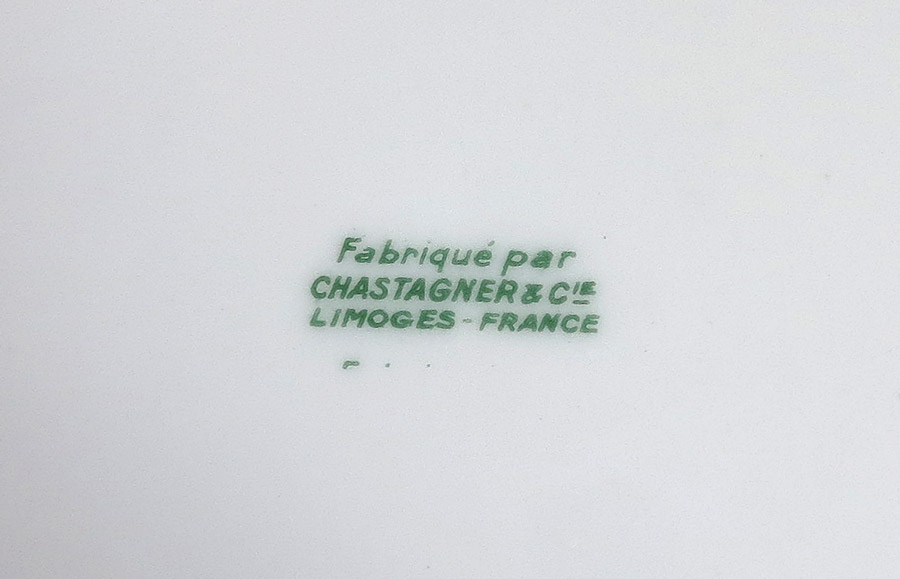 Fabriqué par
CHASTAGNER & CIE
LIMOGES - FRANCE